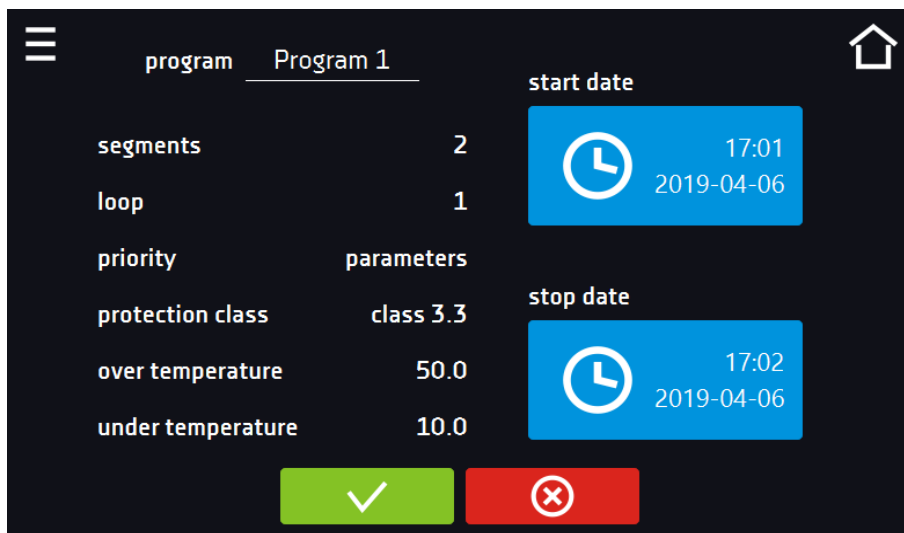 program Program 1
segments 2
loop 1
priority parameters
protection class class 3.3
over temperature 50.0
under temperature 10.0
start date
17:01
2019-04-06
stop date
17:02
2019-04-06